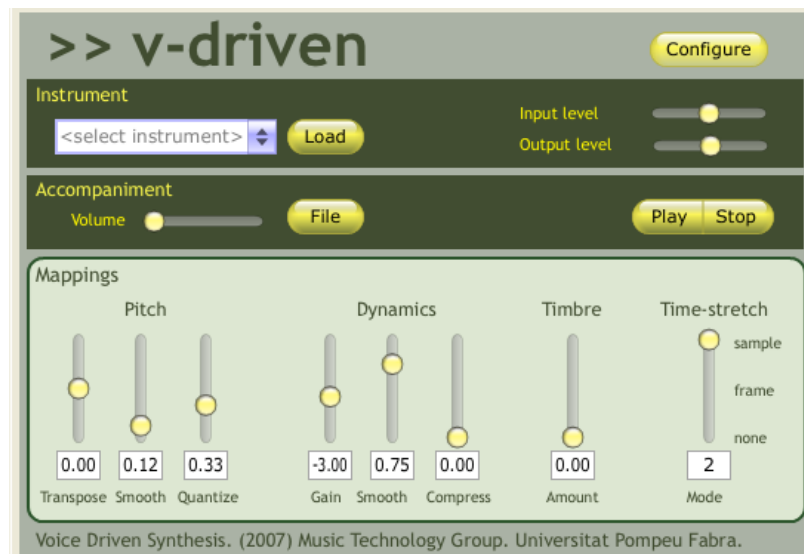 >> v-driven
Configure
Instrument
<select instrument>
Load
Input level
Output level
Accompaniment
Volume
File
Play Stop
Mappings
Pitch Dynamics Timbre Time-stretch
sample
frame
none
0.00 0.12 0.33 -3.00 0.75 0.00 0.00 2
Transpose Smooth Quantize Gain Smooth Compress Amount Mode
Voice Driven Synthesis. (2007) Music Technology Group. Universitat Pompeu Fabra.